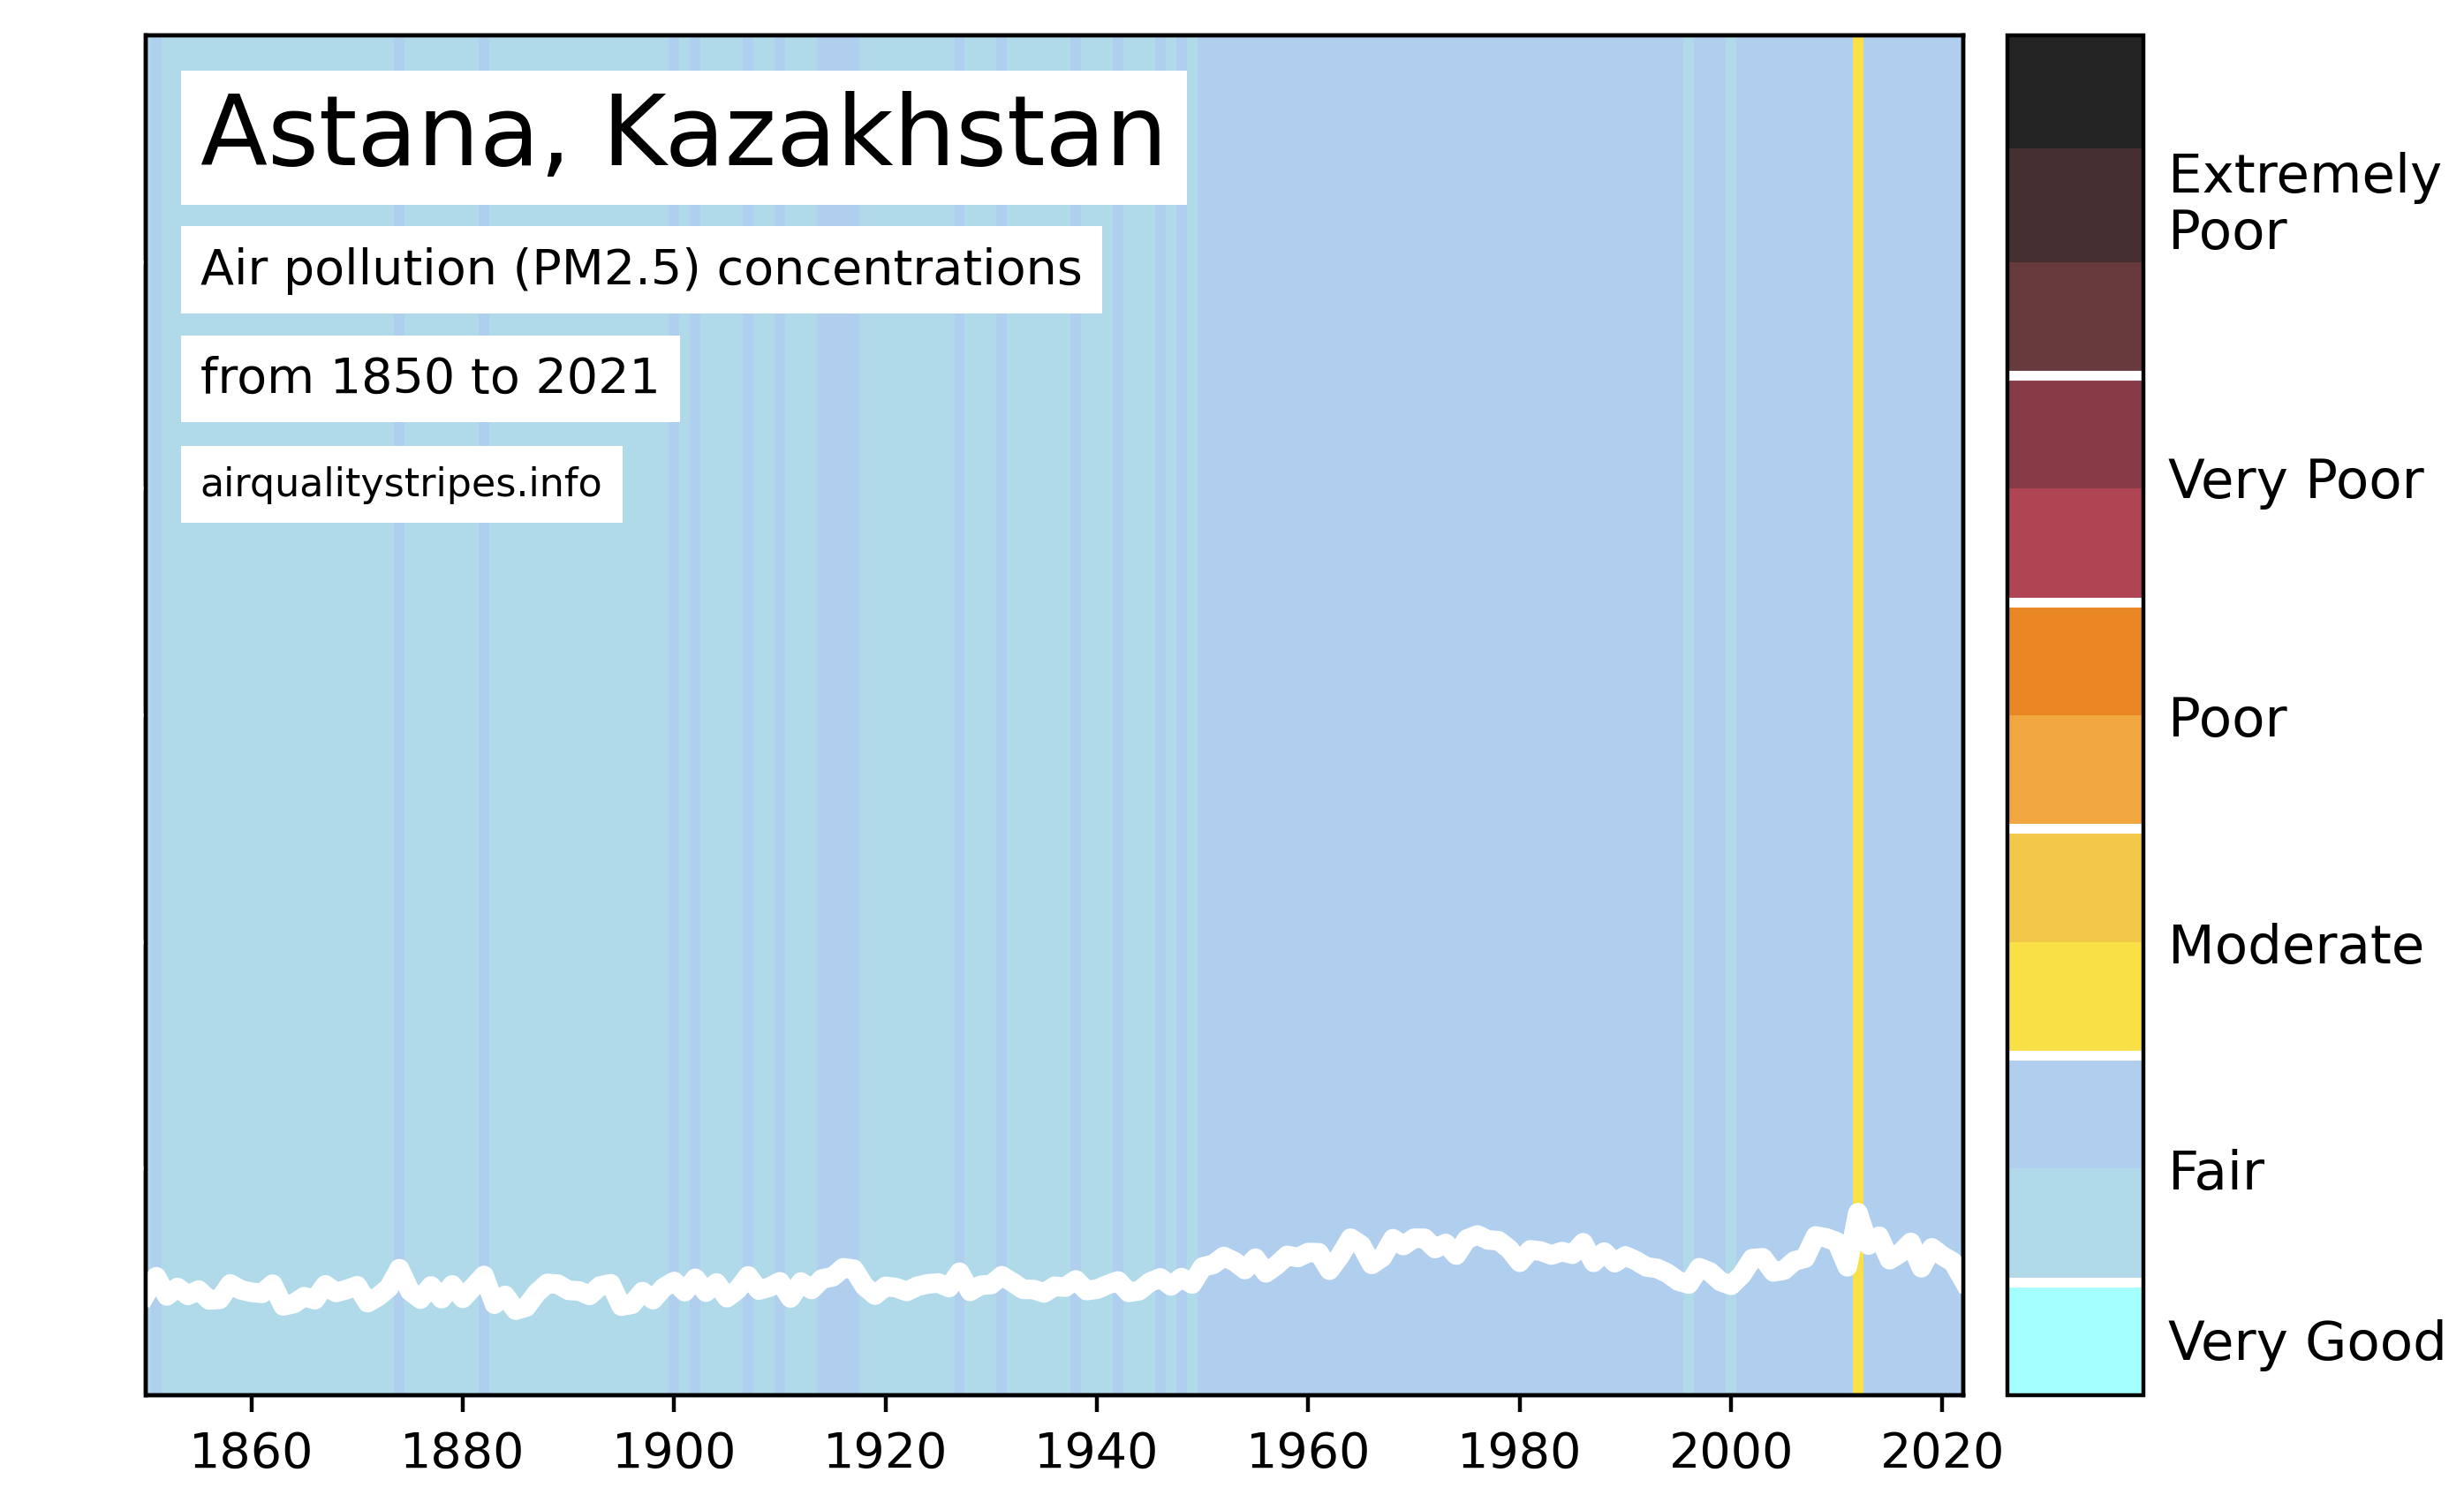 Astana, Kazakhstan
Air pollution (PM2.5) concentrations
from 1850 to 2021
airqualitystripes.info
Extremely
Poor
Very Poor
Poor
Moderate
Fair
Very Good
1860 1880 1900 1920 1940 1960 1980 2000 2020